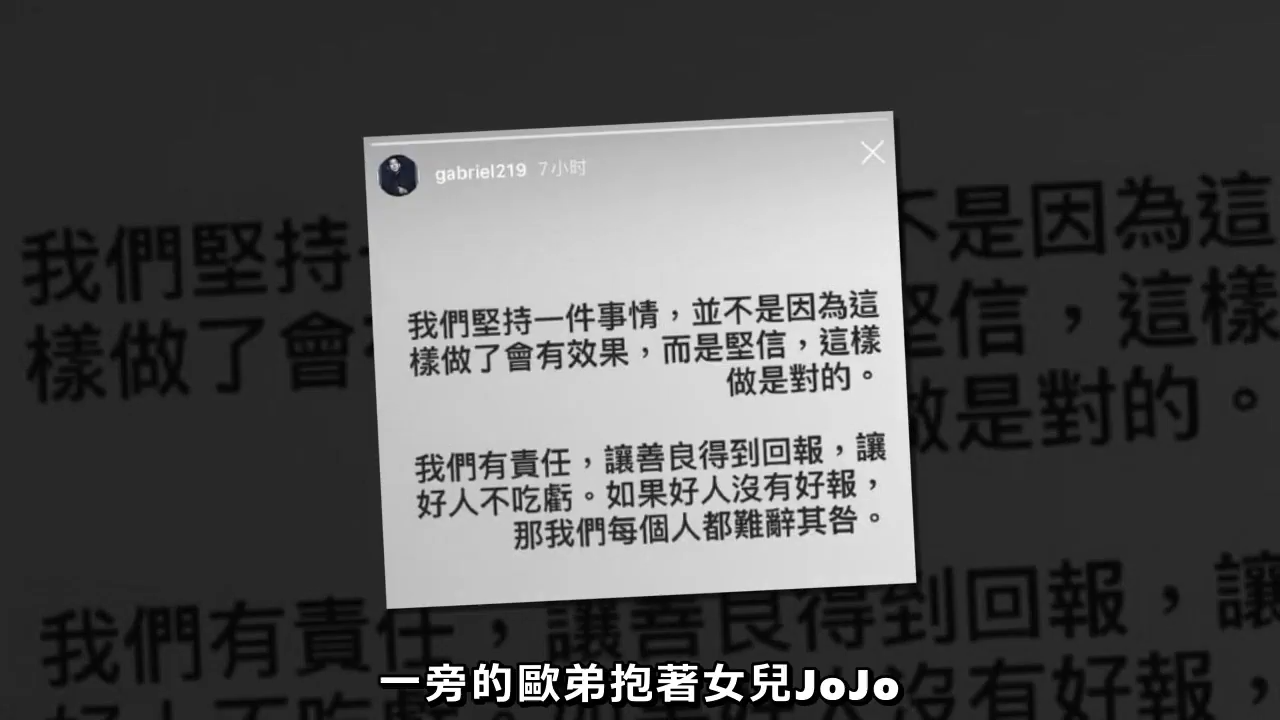 gabriel219 7小时
我們堅持一件事情，並不是因為這
樣做了會有效果，而是堅信，這樣
做是對的。
我們有責任，讓善良得到回報，讓
好人不吃虧。如果好人沒有好報，
那我們每個人都難辭其咎。
一旁的歐弟抱著女兒JoJo